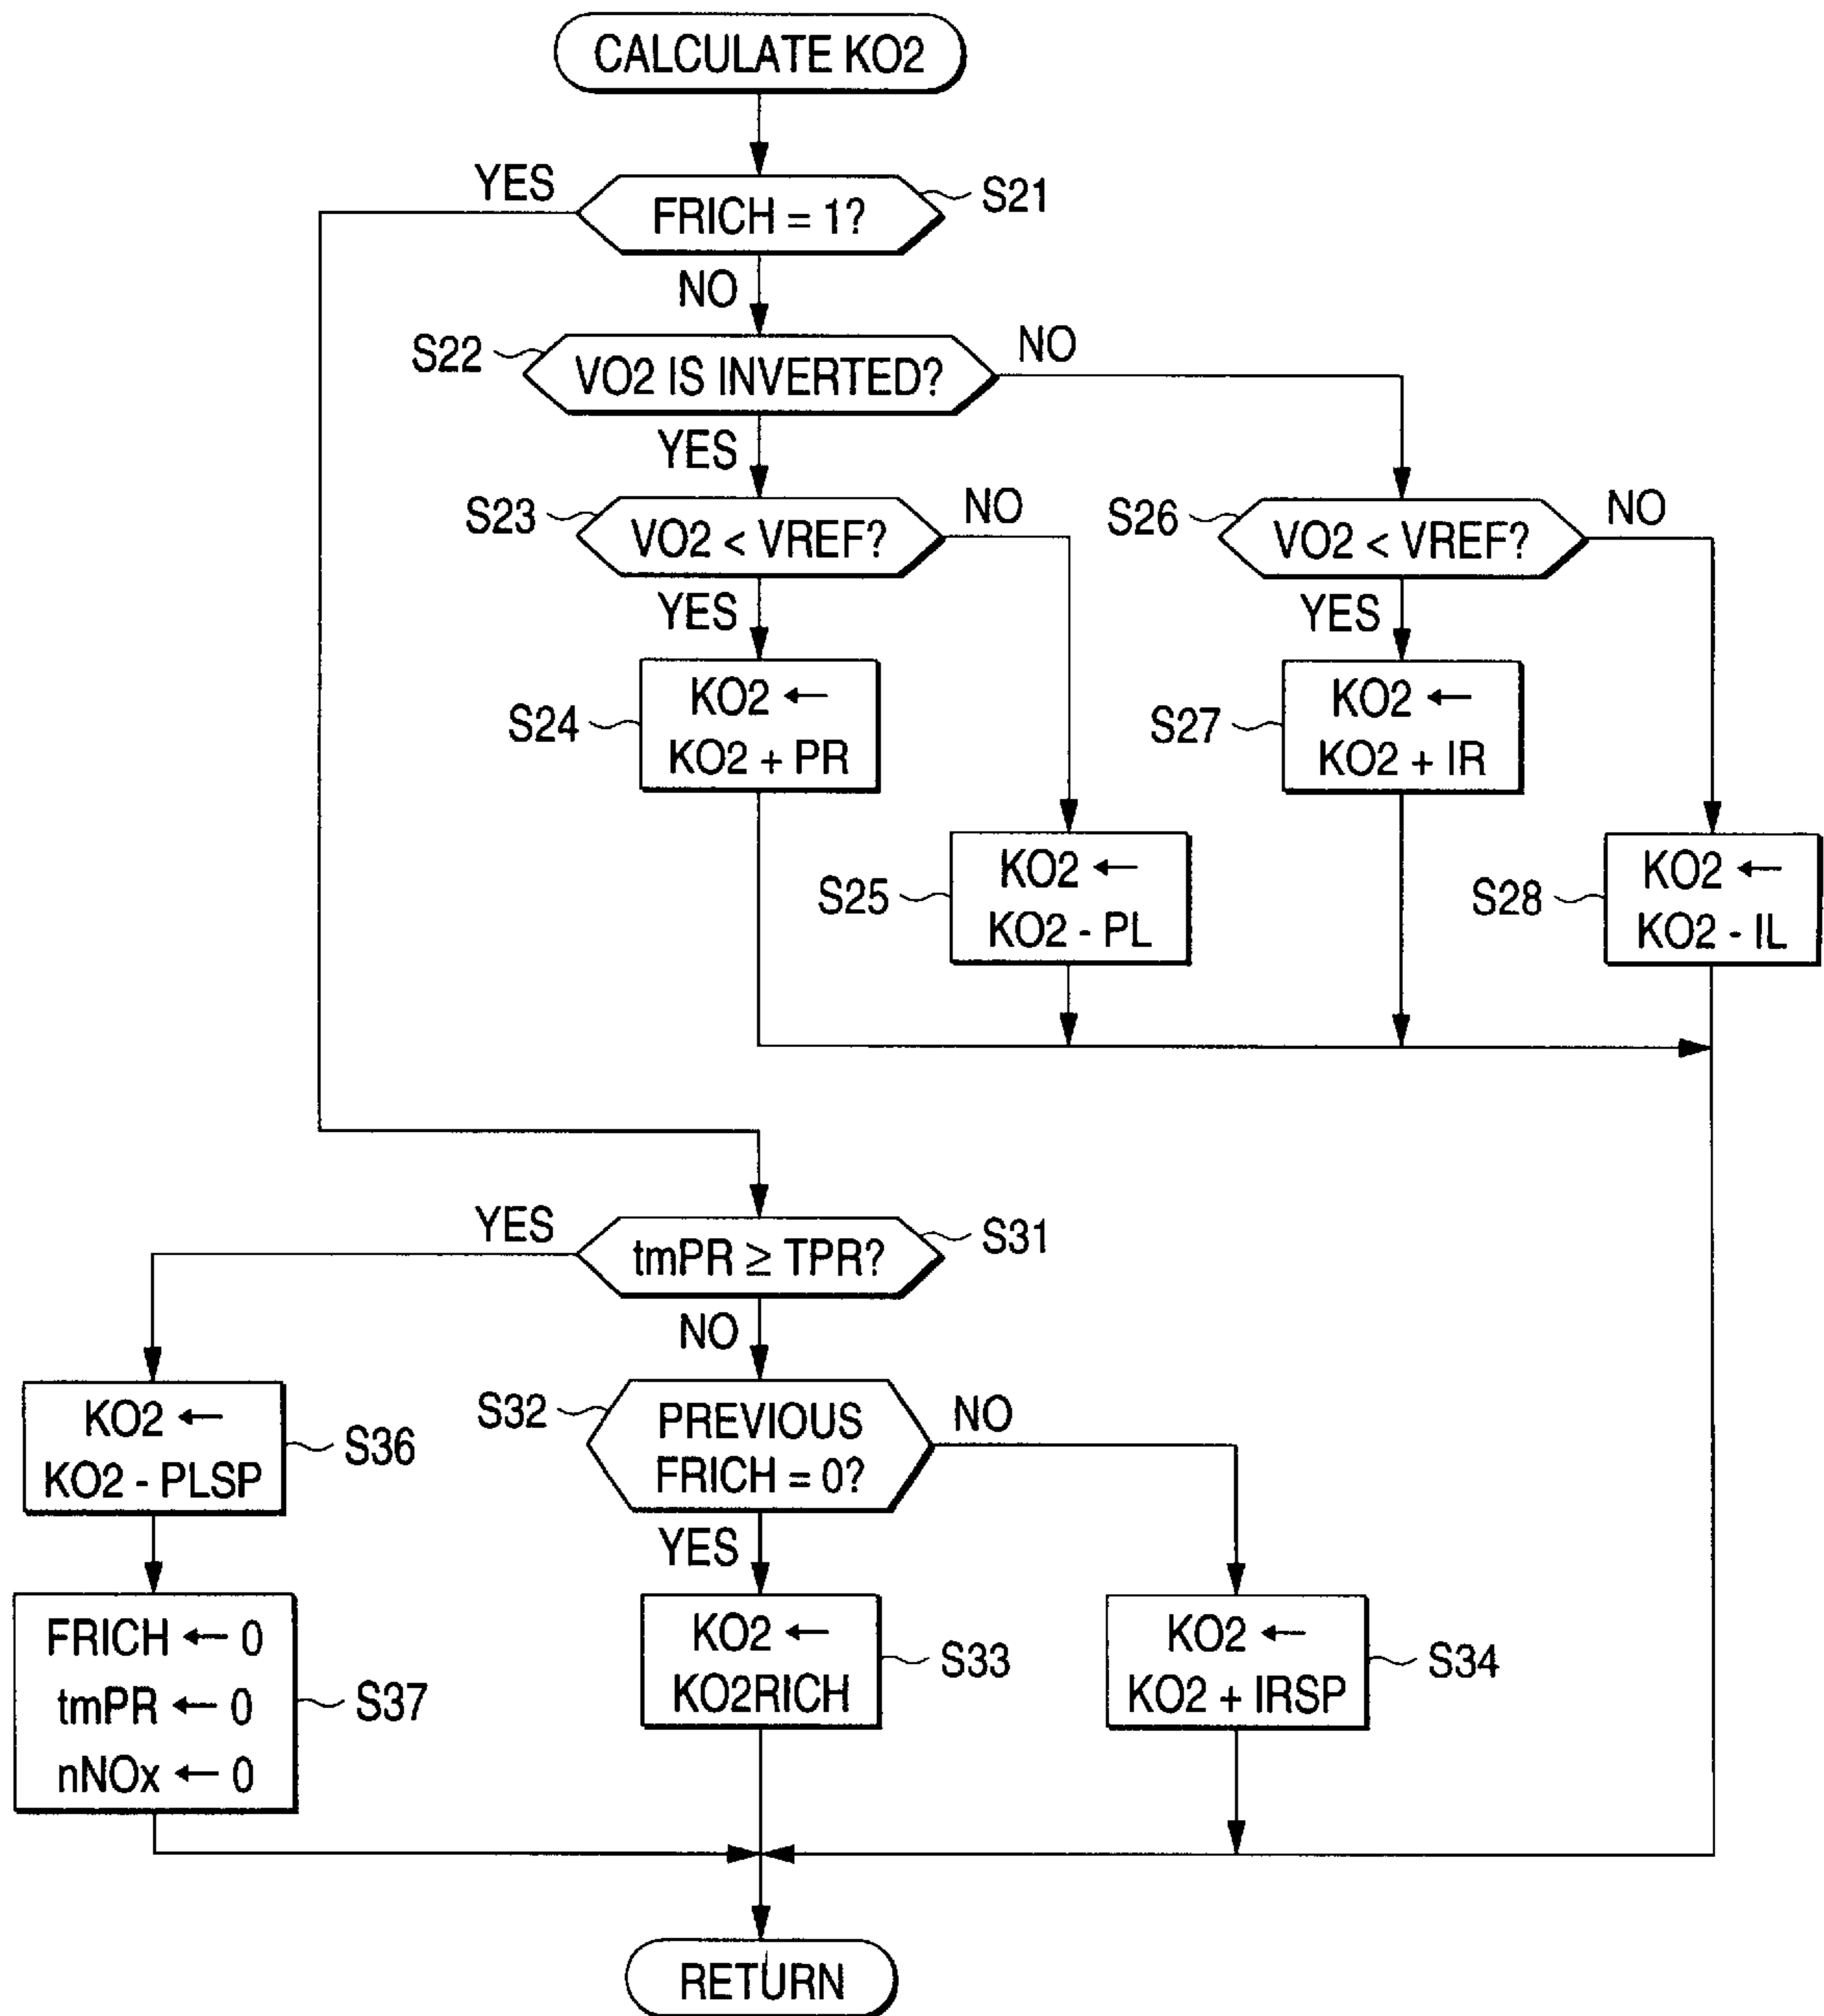 CALCULATE KO2
YES
FRICH = 1?
S21
NO
S22
VO2 IS INVERTED?
NO
YES
S23
VO2 < VREF?
NO
S26
VO2 < VREF?
NO
YES
YES
S24
KO2 ←
KO2 + PR
S27
KO2 ←
KO2 + IR
S25
KO2 ←
KO2 - PL
S28
KO2 ←
KO2 - IL
YES
tmPR ≥ TPR?
S31
NO
KO2 ←
KO2 - PLSP
S36
S32
PREVIOUS
FRICH = 0?
NO
YES
FRICH ← 0
tmPR ← 0
nNOx ← 0
S37
KO2 ←
KO2RICH
S33
KO2 ←
KO2 + IRSP
S34
RETURN